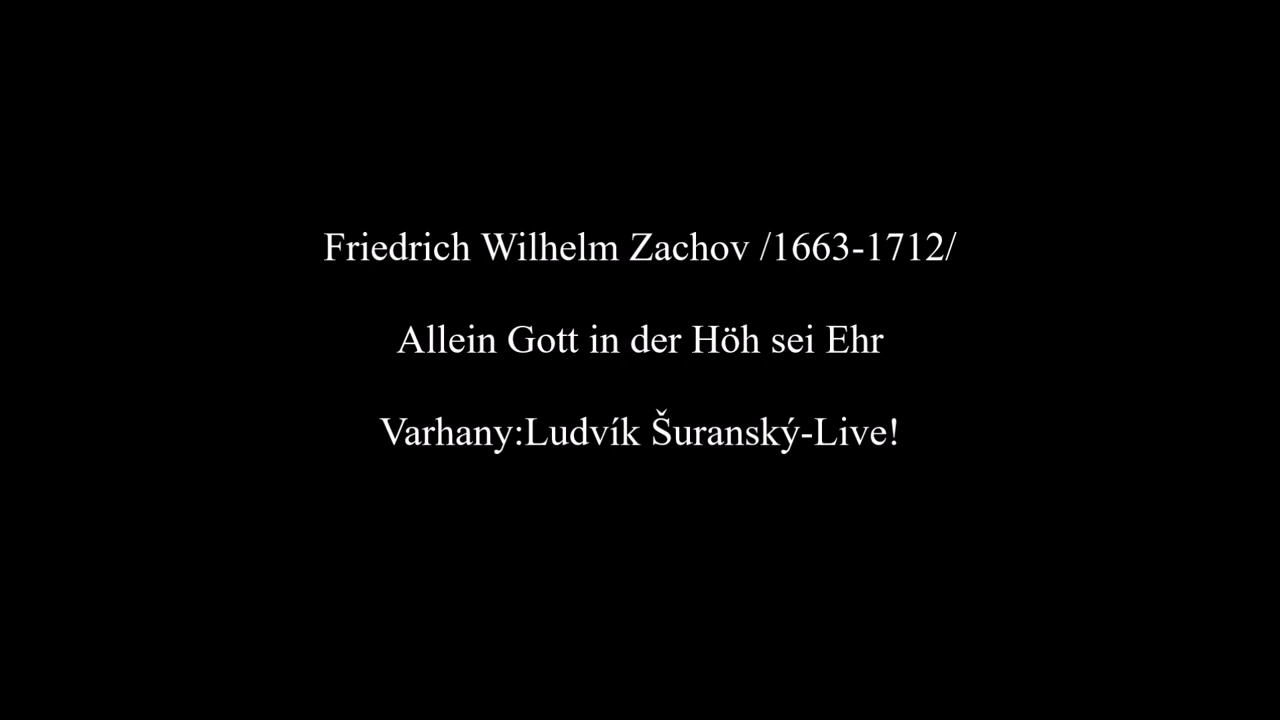 Friedrich Wilhelm Zachov /1663-1712/
Allein Gott in der Höh sei Ehr
Varhany:Ludvík Šuranský-Live!